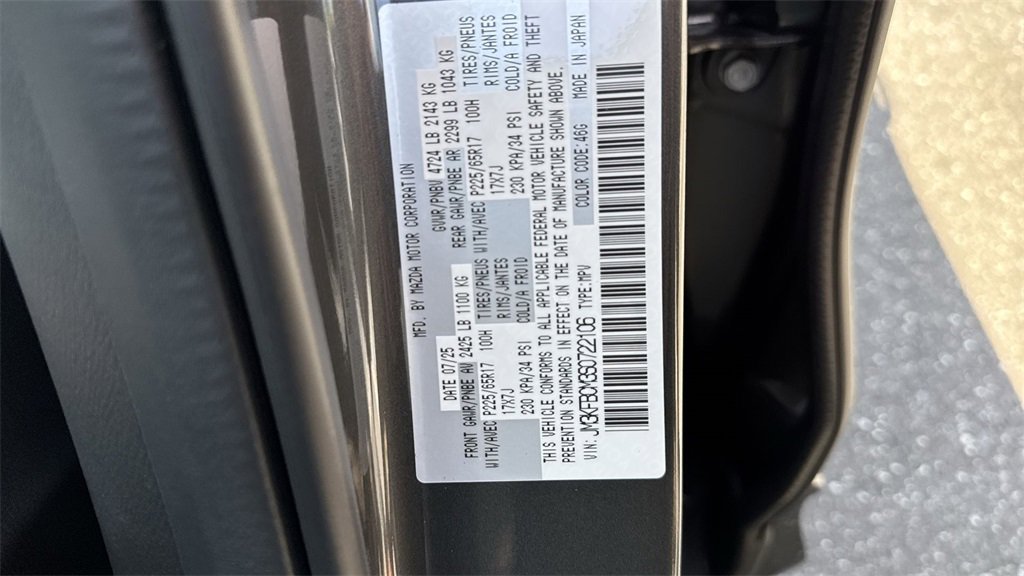 MFD. BY MAZDA MOTOR CORPORATION
DATE 07/25 GVWR/PNBV 4724 LB 2143 KG
FRONT GAWR/PNBE AV 2425 LB 1100 KG REAR GAWR/PNBE AR 2299 LB 1043 KG
WITH/AVEC P225/65R17 100H TIRES/PNEUS WITH/AVEC P225/65R17 100H TIRES/PNEUS
17X7J RIMS/JANTES 17X7J RIMS/JANTES
230 KPA/34 PSI COLD/A FROID 230 KPA/34 PSI COLD/A FROID
THIS VEHICLE CONFORMS TO ALL APPLICABLE FEDERAL MOTOR VEHICLE SAFETY AND THEFT
PREVENTION STANDARDS IN EFFECT ON THE DATE OF MANUFACTURE SHOWN ABOVE.
VIN: JM3KFBCM3S0722106 TYPE:MPV COLOR CODE:46G MADE IN JAPAN